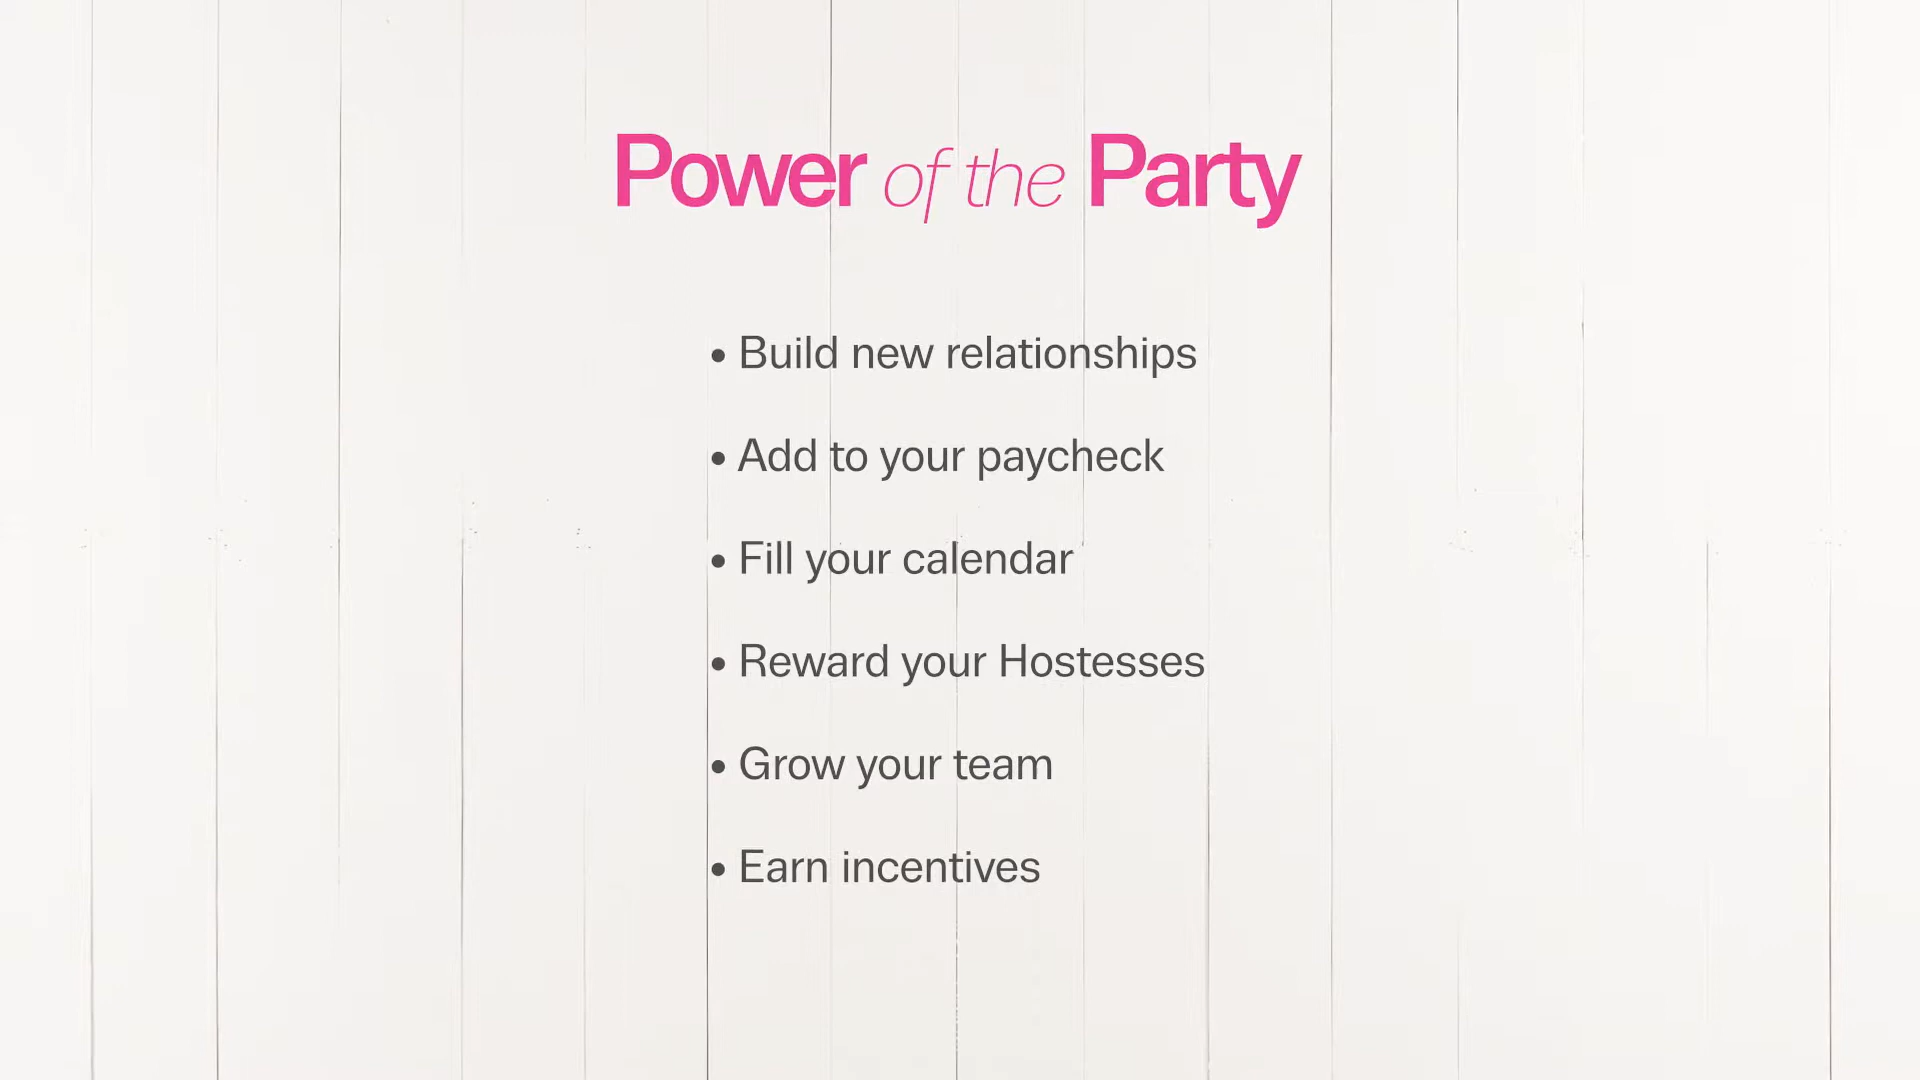 Power of the Party
• Build new relationships
• Add to your paycheck
• Fill your calendar
• Reward your Hostesses
• Grow your team
• Earn incentives